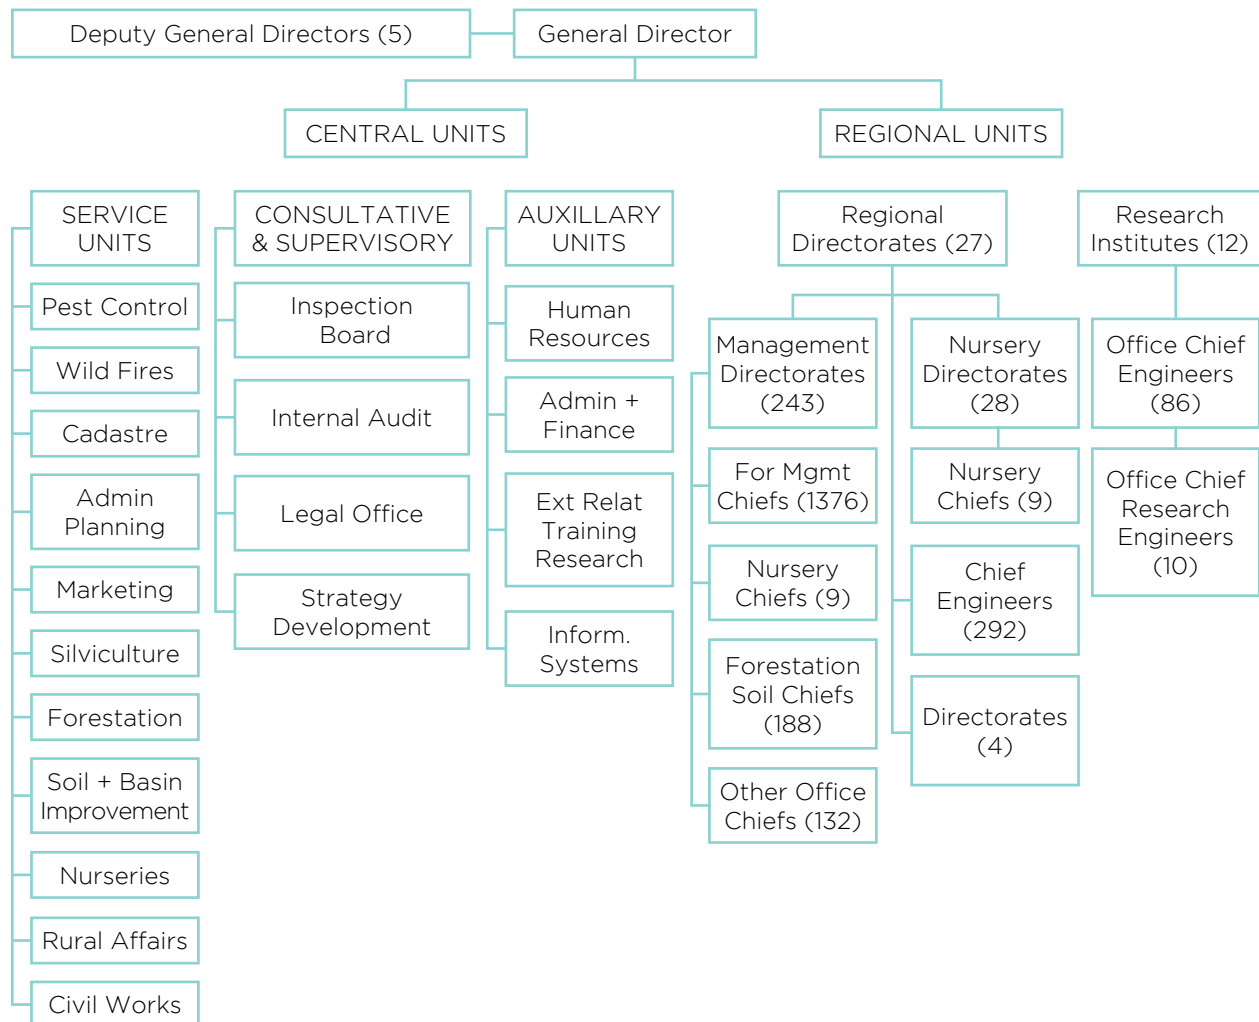 Deputy General Directors (5)
General Director
CENTRAL UNITS
REGIONAL UNITS
SERVICE
UNITS
Pest Control
Wild Fires
Cadastre
Admin
Planning
Marketing
Silviculture
Forestation
Soil + Basin
Improvement
Nurseries
Rural Affairs
Civil Works
CONSULTATIVE
& SUPERVISORY
Inspection
Board
Internal Audit
Legal Office
Strategy
Development
AUXILLARY
UNITS
Human
Resources
Admin +
Finance
Ext Relat
Training
Research
Inform.
Systems
Regional
Directorates (27)
Management
Directorates
(243)
For Mgmt
Chiefs (1376)
Nursery
Chiefs (9)
Forestation
Soil Chiefs
(188)
Other Office
Chiefs (132)
Nursery
Directorates
(28)
Nursery
Chiefs (9)
Chief
Engineers
(292)
Directorates
(4)
Research
Institutes (12)
Office Chief
Engineers
(86)
Office Chief
Research
Engineers
(10)